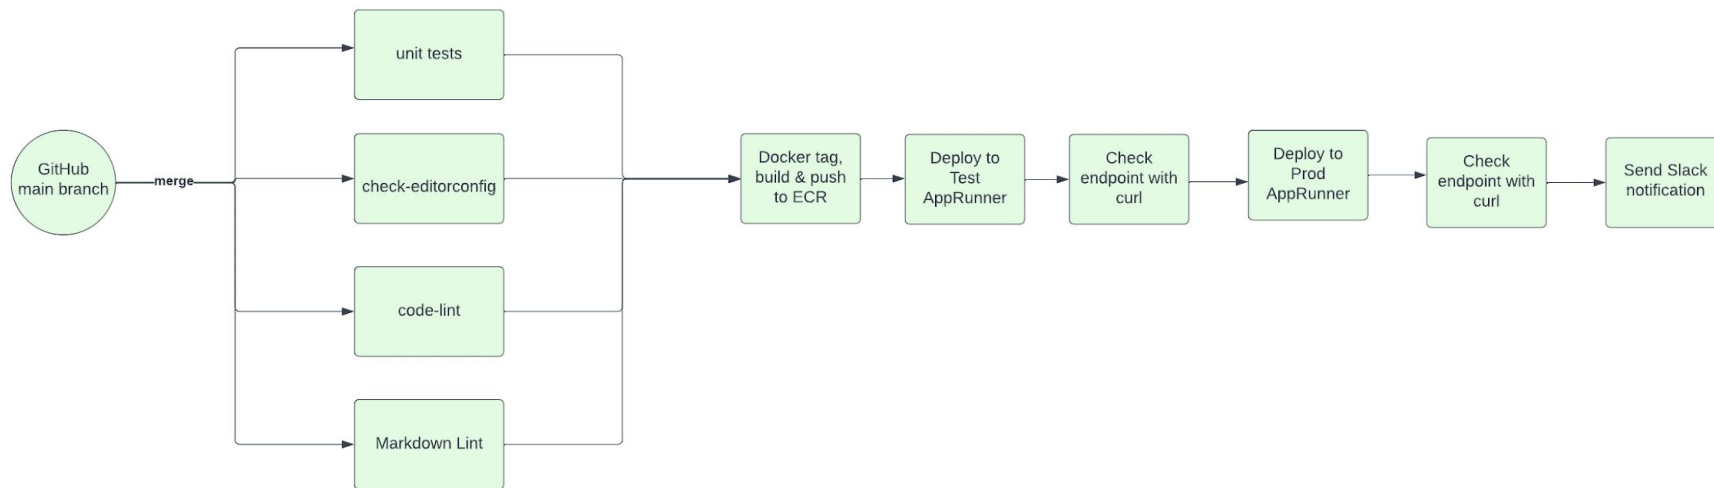 GitHub
main branch
merge
unit tests
check-editorconfig
code-lint
Markdown Lint
Docker tag,
build & push
to ECR
Deploy to
Test
AppRunner
Check
endpoint with
curl
Deploy to
Prod
AppRunner
Check
endpoint with
curl
Send Slack
notification